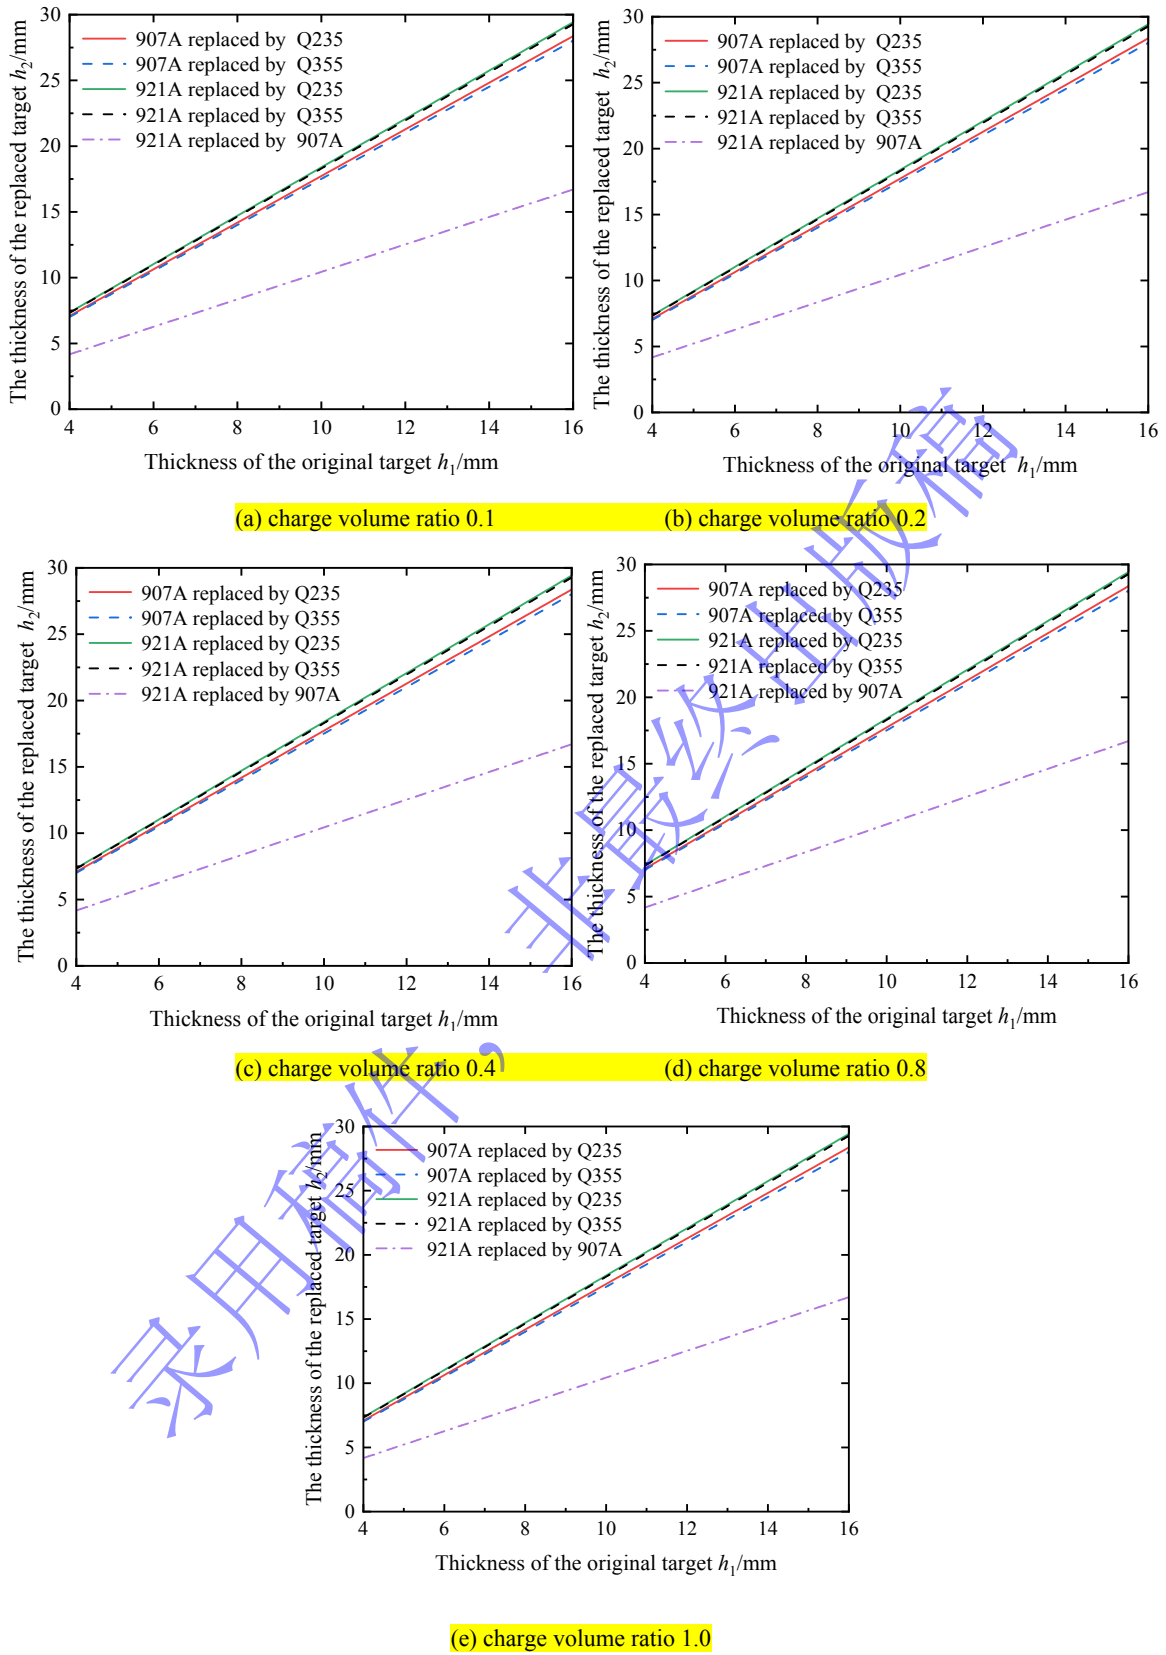 The thickness of the replaced target h₂/mm
30
25
20
15
10
5
0
907A replaced by Q235
907A replaced by Q355
921A replaced by Q235
921A replaced by Q355
921A replaced by 907A
4 6 8 10 12 14 16
Thickness of the original target h₁/mm
(a) charge volume ratio 0.1
The thickness of the replaced target h₂/mm
30
25
20
15
10
5
0
907A replaced by Q235
907A replaced by Q355
921A replaced by Q235
921A replaced by Q355
921A replaced by 907A
4 6 8 10 12 14 16
Thickness of the original target h₁/mm
(b) charge volume ratio 0.2
The thickness of the replaced target h₂/mm
30
25
20
15
10
5
0
907A replaced by Q235
907A replaced by Q355
921A replaced by Q235
921A replaced by Q355
921A replaced by 907A
4 6 8 10 12 14 16
Thickness of the original target h₁/mm
(c) charge volume ratio 0.4
The thickness of the replaced target h₂/mm
30
25
20
15
10
5
0
907A replaced by Q235
907A replaced by Q355
921A replaced by Q235
921A replaced by Q355
921A replaced by 907A
4 6 8 10 12 14 16
Thickness of the original target h₁/mm
(d) charge volume ratio 0.8
The thickness of the replaced target h₂/mm
30
25
20
15
10
5
0
907A replaced by Q235
907A replaced by Q355
921A replaced by Q235
921A replaced by Q355
921A replaced by 907A
4 6 8 10 12 14 16
Thickness of the original target h₁/mm
(e) charge volume ratio 1.0
录用稿件，非最终出版稿